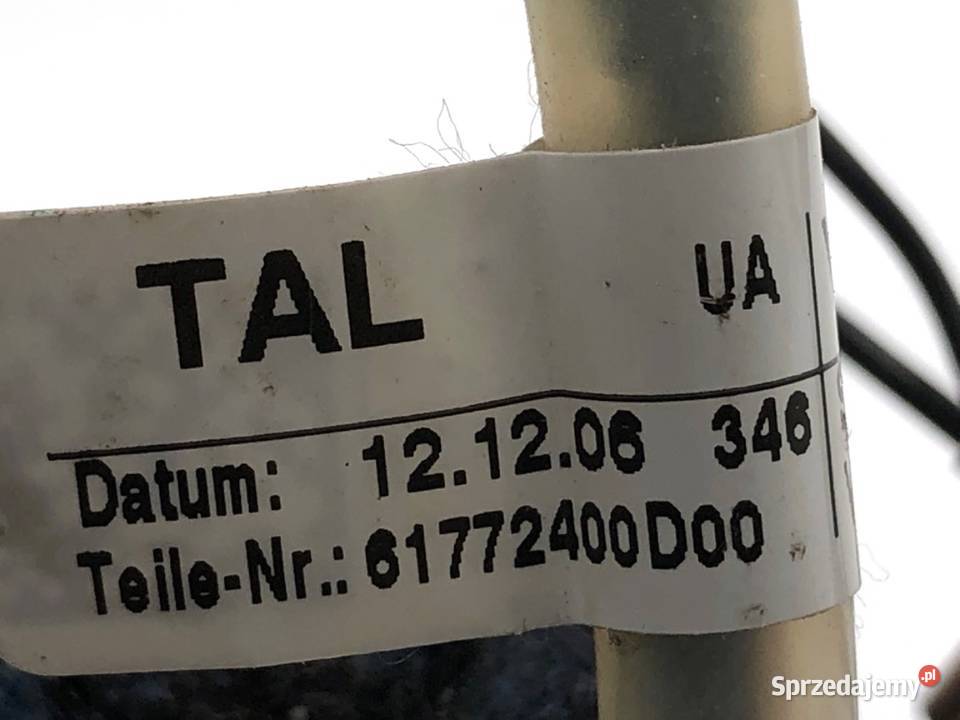 TAL UA
Datum: 12.12.06 346
Teile-Nr.: 61772400D00
Sprzedajemy.pl